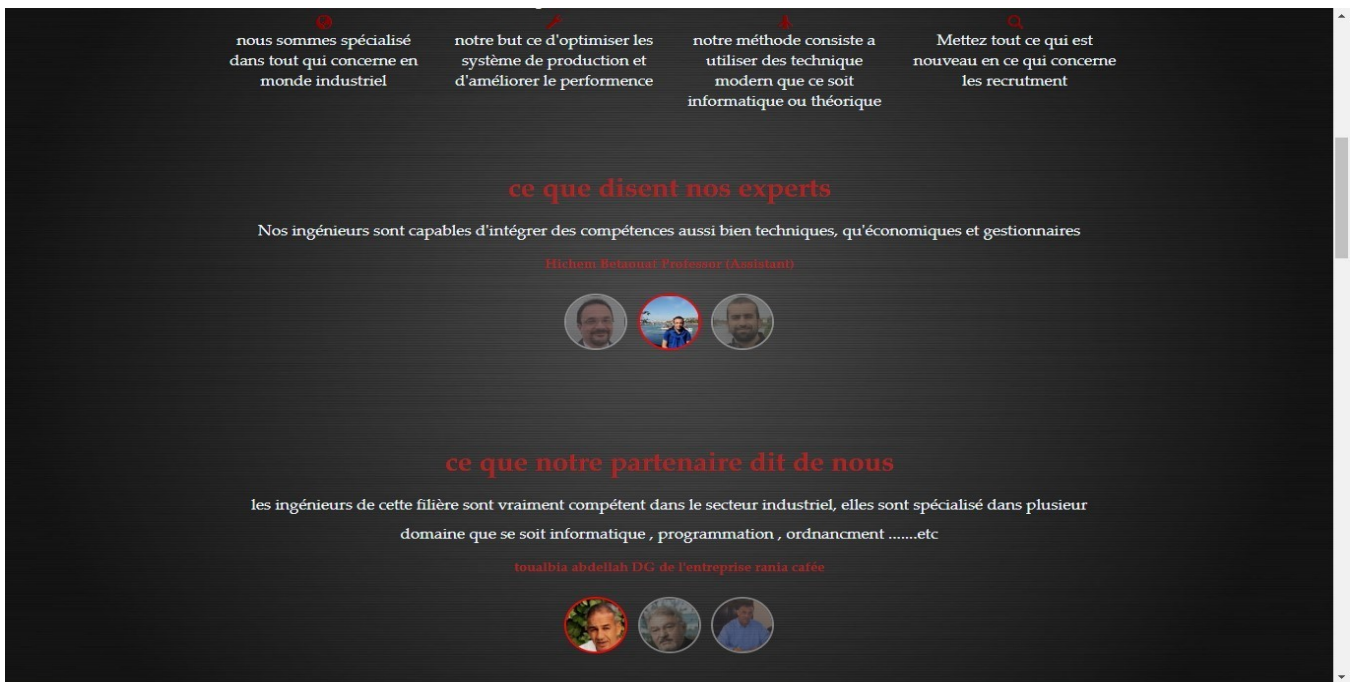 nous sommes spécialisé
dans tout qui concerne en
monde industriel
notre but ce d'optimiser les
système de production et
d'améliorer le performence
notre méthode consiste a
utiliser des technique
modern que ce soit
informatique ou théorique
Mettez tout ce qui est
nouveau en ce qui concerne
les recrutment
ce que disent nos experts
Nos ingénieurs sont capables d'intégrer des compétences aussi bien techniques, qu'économiques et gestionnaires
Hichem Betaouaf Professor (Assistant)
ce que notre partenaire dit de nous
les ingénieurs de cette filière sont vraiment compétent dans le secteur industriel, elles sont spécialisé dans plusieur
domaine que se soit informatique , programmation , ordnancment .......etc
toualbia abdellah DG de l'entreprise rania cafée